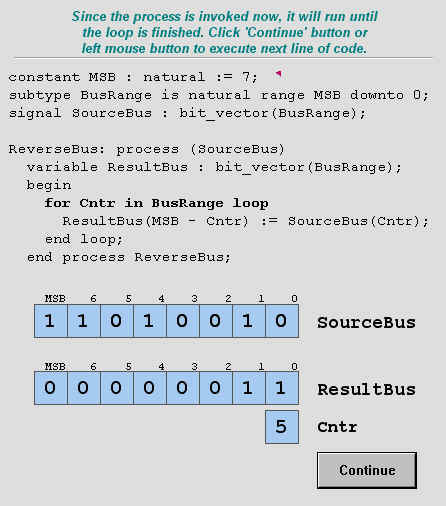 Since the process is invoked now, it will run until
the loop is finished. Click 'Continue' button or
left mouse button to execute next line of code.
constant MSB : natural := 7;
subtype BusRange is natural range MSB downto 0;
signal SourceBus : bit_vector(BusRange);
ReverseBus: process (SourceBus)
variable ResultBus : bit_vector(BusRange);
begin
for Cntr in BusRange loop
ResultBus(MSB - Cntr) := SourceBus(Cntr);
end loop;
end process ReverseBus;
MSB 6 5 4 3 2 1 0
1 1 0 1 0 0 1 0 SourceBus
MSB 6 5 4 3 2 1 0
0 0 0 0 0 0 1 1 ResultBus
5 Cntr
Continue